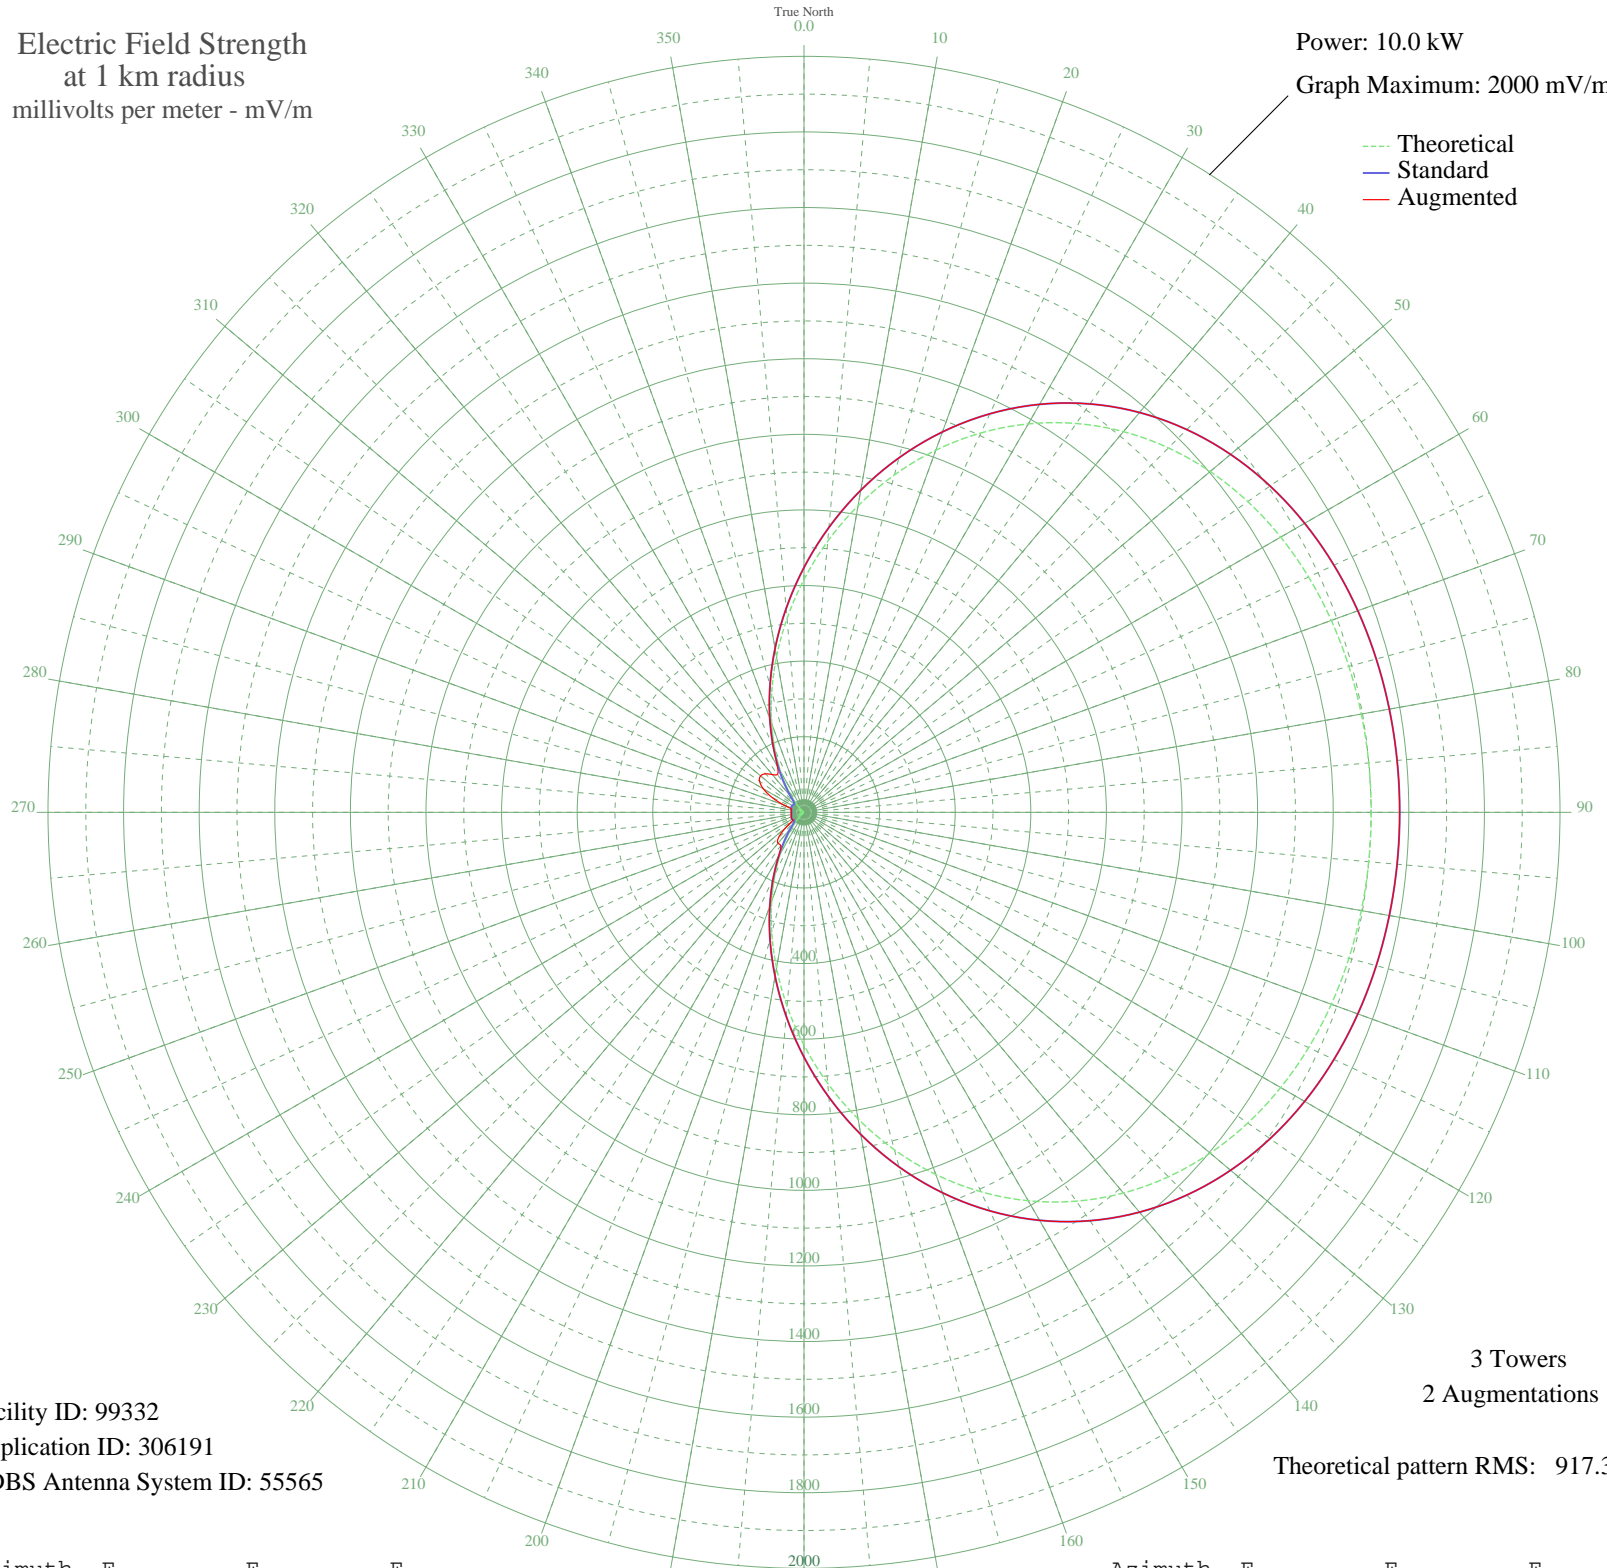 True North
0.0
Electric Field Strength
at 1 km radius
millivolts per meter - mV/m
Power: 10.0 kW
Graph Maximum: 2000 mV/m
Theoretical
Standard
Augmented
10
20
30
40
50
60
70
80
90
100
110
120
130
140
150
160
200
210
220
230
240
250
260
270
280
290
300
310
320
330
340
350
400
600
800
1000
1200
1400
1600
1800
2000
3 Towers
2 Augmentations
Theoretical pattern RMS: 917.3
cility ID: 99332
plication ID: 306191
DBS Antenna System ID: 55565
imuth E E E
Azimuth E E E